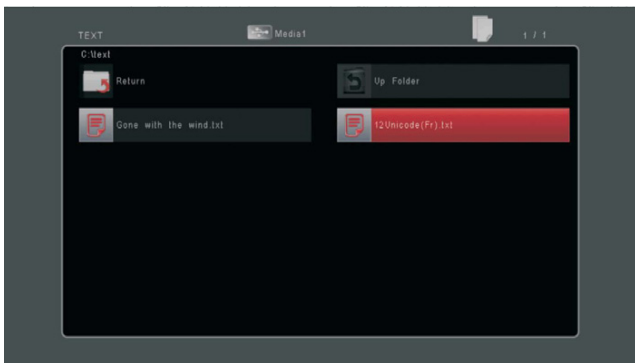 TEXT Media1 1 / 1
C:\text
Return Up Folder
Gone with the wind.txt 12Unicode(Fr).txt